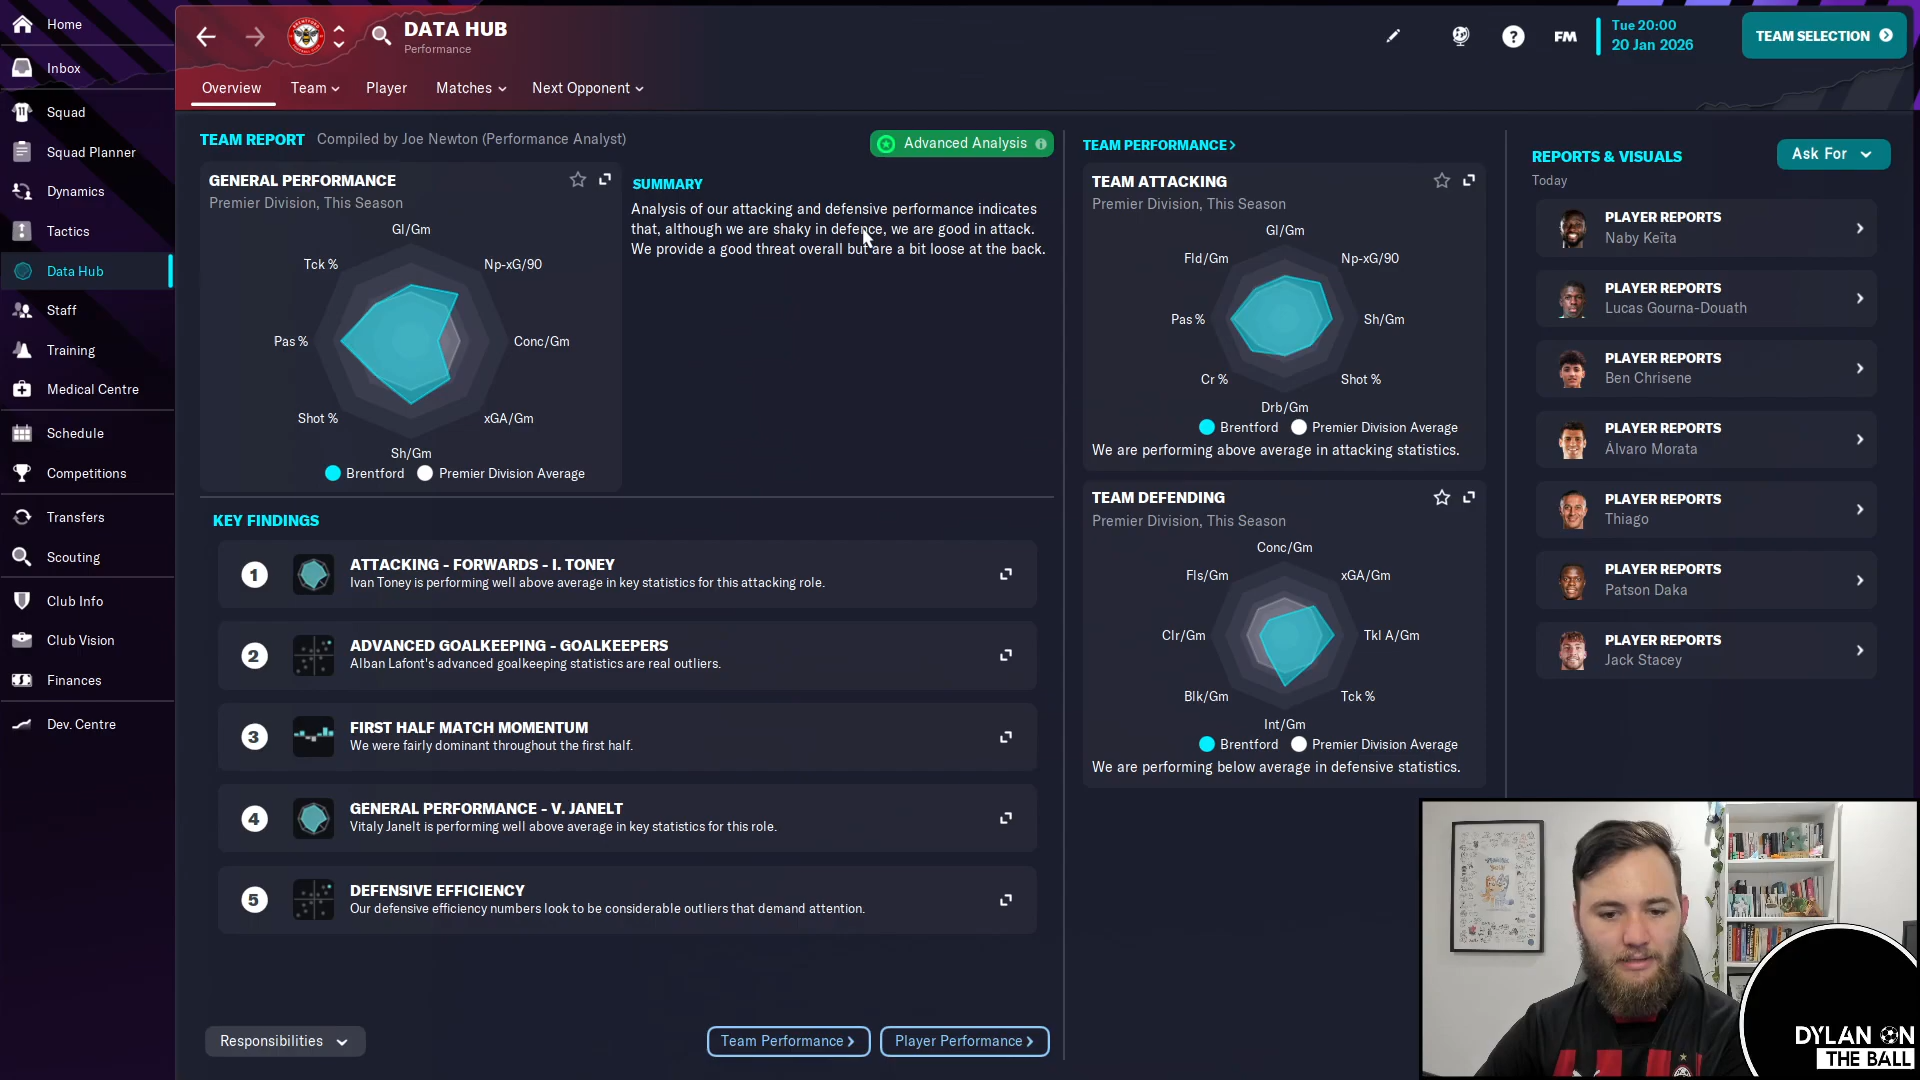 Home
Inbox
Squad
Squad Planner
Dynamics
Tactics
Data Hub
Staff
Training
Medical Centre
Schedule
Competitions
Transfers
Scouting
Club Info
Club Vision
Finances
Dev. Centre
DATA HUB
Performance
FM
Tue 20:00
20 Jan 2026
TEAM SELECTION
Overview
Team
Player
Matches
Next Opponent
TEAM REPORT
Compiled by Joe Newton (Performance Analyst)
Advanced Analysis
GENERAL PERFORMANCE
Premier Division, This Season
Gl/Gm
Np-xG/90
Conc/Gm
xGA/Gm
Sh/Gm
Shot %
Pas %
Tck %
Brentford
Premier Division Average
SUMMARY
Analysis of our attacking and defensive performance indicates
that, although we are shaky in defence, we are good in attack.
We provide a good threat overall but are a bit loose at the back.
KEY FINDINGS
1
ATTACKING - FORWARDS - I. TONEY
Ivan Toney is performing well above average in key statistics for this attacking role.
2
ADVANCED GOALKEEPING - GOALKEEPERS
Alban Lafont's advanced goalkeeping statistics are real outliers.
3
FIRST HALF MATCH MOMENTUM
We were fairly dominant throughout the first half.
4
GENERAL PERFORMANCE - V. JANELT
Vitaly Janelt is performing well above average in key statistics for this role.
5
DEFENSIVE EFFICIENCY
Our defensive efficiency numbers look to be considerable outliers that demand attention.
Responsibilities
Team Performance
Player Performance
TEAM PERFORMANCE
TEAM ATTACKING
Premier Division, This Season
Gl/Gm
Np-xG/90
Sh/Gm
Shot %
Drb/Gm
Cr %
Pas %
Fld/Gm
Brentford
Premier Division Average
We are performing above average in attacking statistics.
TEAM DEFENDING
Premier Division, This Season
Conc/Gm
xGA/Gm
Tkl A/Gm
Tck %
Int/Gm
Blk/Gm
Clr/Gm
Fls/Gm
Brentford
Premier Division Average
We are performing below average in defensive statistics.
REPORTS & VISUALS
Ask For
Today
PLAYER REPORTS
Naby Keïta
PLAYER REPORTS
Lucas Gourna-Douath
PLAYER REPORTS
Ben Chrisene
PLAYER REPORTS
Álvaro Morata
PLAYER REPORTS
Thiago
PLAYER REPORTS
Patson Daka
PLAYER REPORTS
Jack Stacey
DYLAN ON
THE BALL